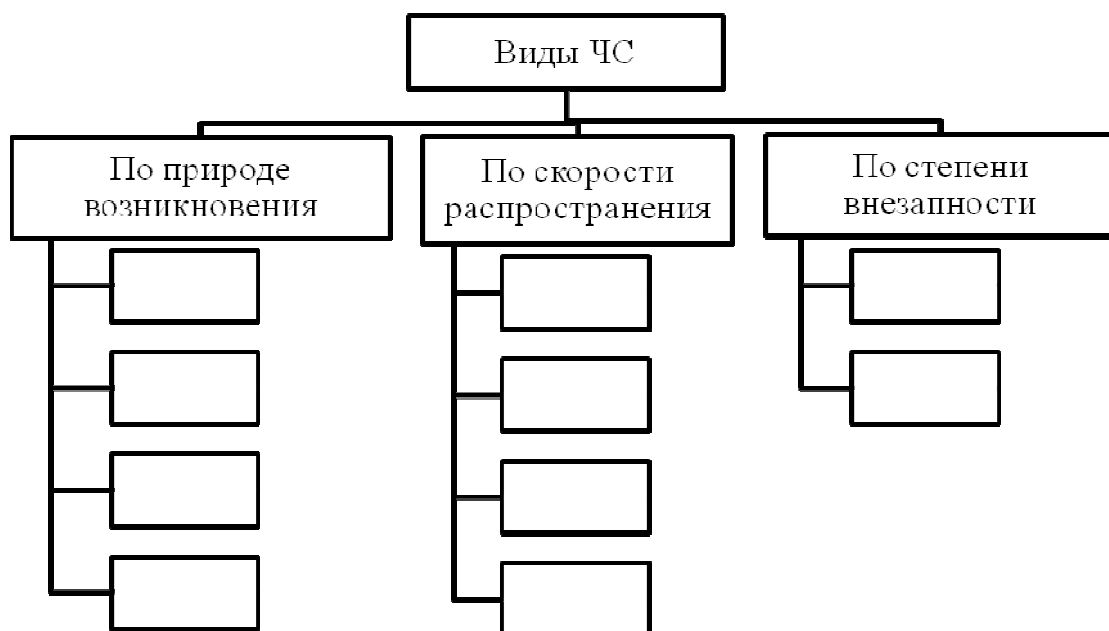 Виды ЧС
По природе
возникновения
По скорости
распространения
По степени
внезапности